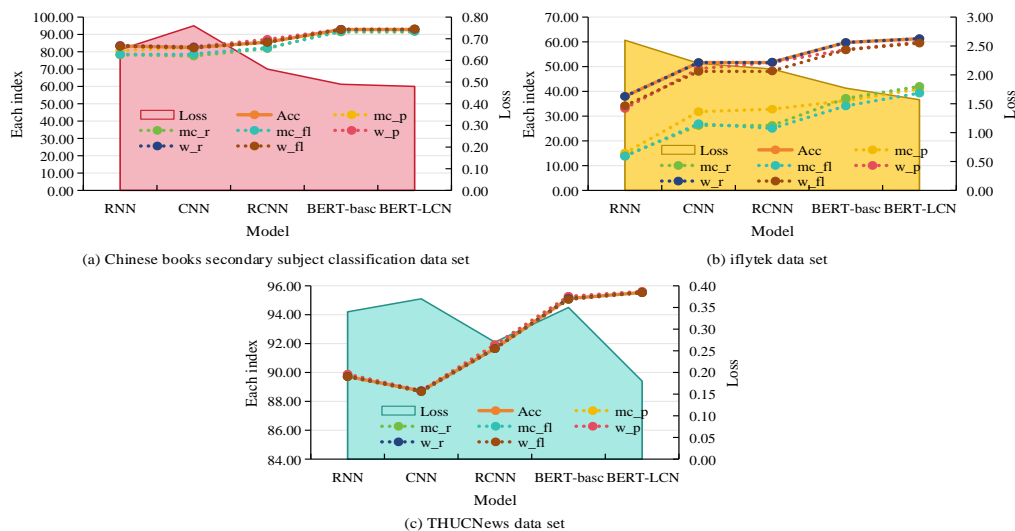 100.00
90.00
80.00
70.00
60.00
50.00
40.00
30.00
20.00
10.00
0.00
Each index
0.80
0.70
0.60
0.50
0.40
0.30
0.20
0.10
0.00
Loss
Loss Acc mc_p
mc_r mc_fl w_p
w_r w_fl
RNN CNN RCNN BERT-basc BERT-LCN
Model
(a) Chinese books secondary subject classification data set
70.00
60.00
50.00
40.00
30.00
20.00
10.00
0.00
Each index
3.00
2.50
2.00
1.50
1.00
0.50
0.00
Loss
Loss Acc mc_p
mc_r mc_fl w_p
w_r w_fl
RNN CNN RCNN BERT-basc BERT-LCN
Model
(b) iflytek data set
96.00
94.00
92.00
90.00
88.00
86.00
84.00
Each index
0.40
0.35
0.30
0.25
0.20
0.15
0.10
0.05
0.00
Loss
Loss Acc mc_p
mc_r mc_fl w_p
w_r w_fl
RNN CNN RCNN BERT-basc BERT-LCN
Model
(c) THUCNews data set